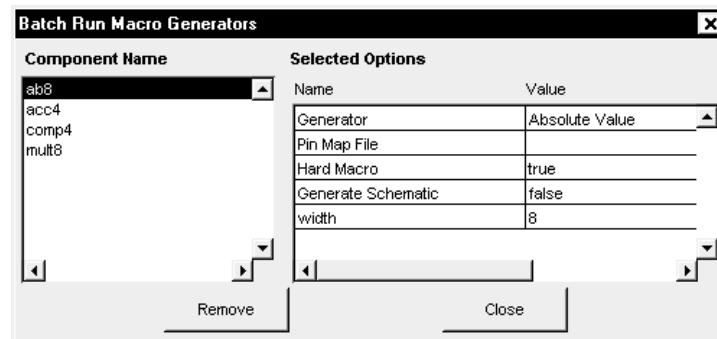 Batch Run Macro Generators
Component Name
Selected Options
ab8
acc4
comp4
mult8
Name Value
Generator Absolute Value
Pin Map File
Hard Macro true
Generate Schematic false
width 8
Remove
Close